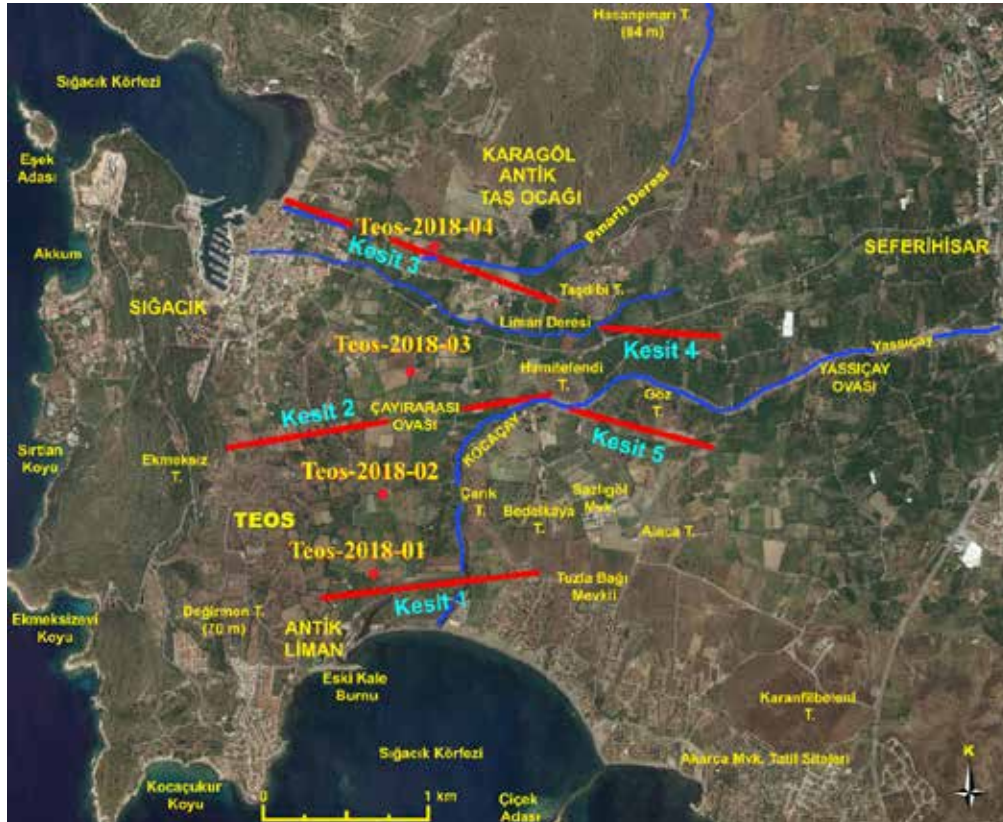 Hasanpınarı T.
(84 m)
Sığacık Körfezi
Eşek
Adası
KARAGÖL
ANTİK
TAŞ OCAĞI
Pınarlı Deresi
Teos-2018-04
Kesit 3
Akkum
SEFERİHİSAR
Taşdibi T.
SIĞACIK
Liman Deresi
Kesit 4
Teos-2018-03
Yassıçay
Hamitefendi
T.
YASSIÇAY
OVASI
Göz
T.
Kesit 2
ÇAYIRARASI
OVASI
KOCAÇAY
Kesit 5
Sırtlan
Koyu
Ekmeksiz
T.
Teos-2018-02
Çarık
T.
Sazlıgöl
Mvk.
Bedelkaya
T.
TEOS
Alaca T.
Teos-2018-01
Tuzla Bağı
Mevkii
Kesit 1
Ekmeksizevi
Koyu
Değirmen T.
(70 m)
ANTİK
LİMAN
Eski Kale
Burnu
Karanfilbeleni
T.
Sığacık Körfezi
Akarca Mvk. Tatil Siteleri
K
Kocaçukur
Koyu
0 1 km
Çiçek
Adası